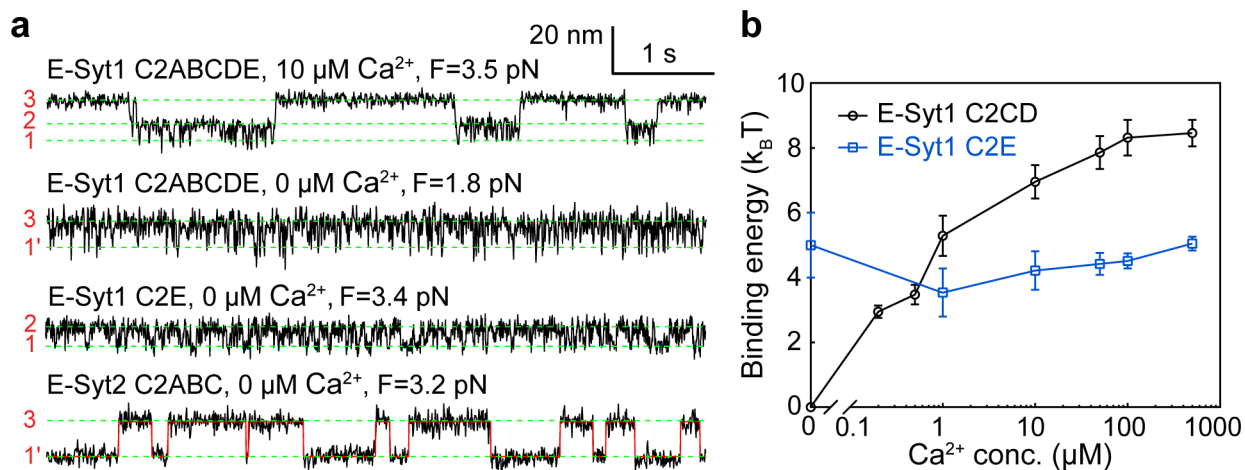 a
20 nm
1 s
E-Syt1 C2ABCDE, 10 µM Ca²⁺, F=3.5 pN
3
2
1
E-Syt1 C2ABCDE, 0 µM Ca²⁺, F=1.8 pN
3
1'
E-Syt1 C2E, 0 µM Ca²⁺, F=3.4 pN
2
1
E-Syt2 C2ABC, 0 µM Ca²⁺, F=3.2 pN
3
1'
b
Binding energy (k_BT)
10
8
6
4
2
0
E-Syt1 C2CD
E-Syt1 C2E
0 0.1 1 10 100 1000
Ca²⁺ conc. (µM)